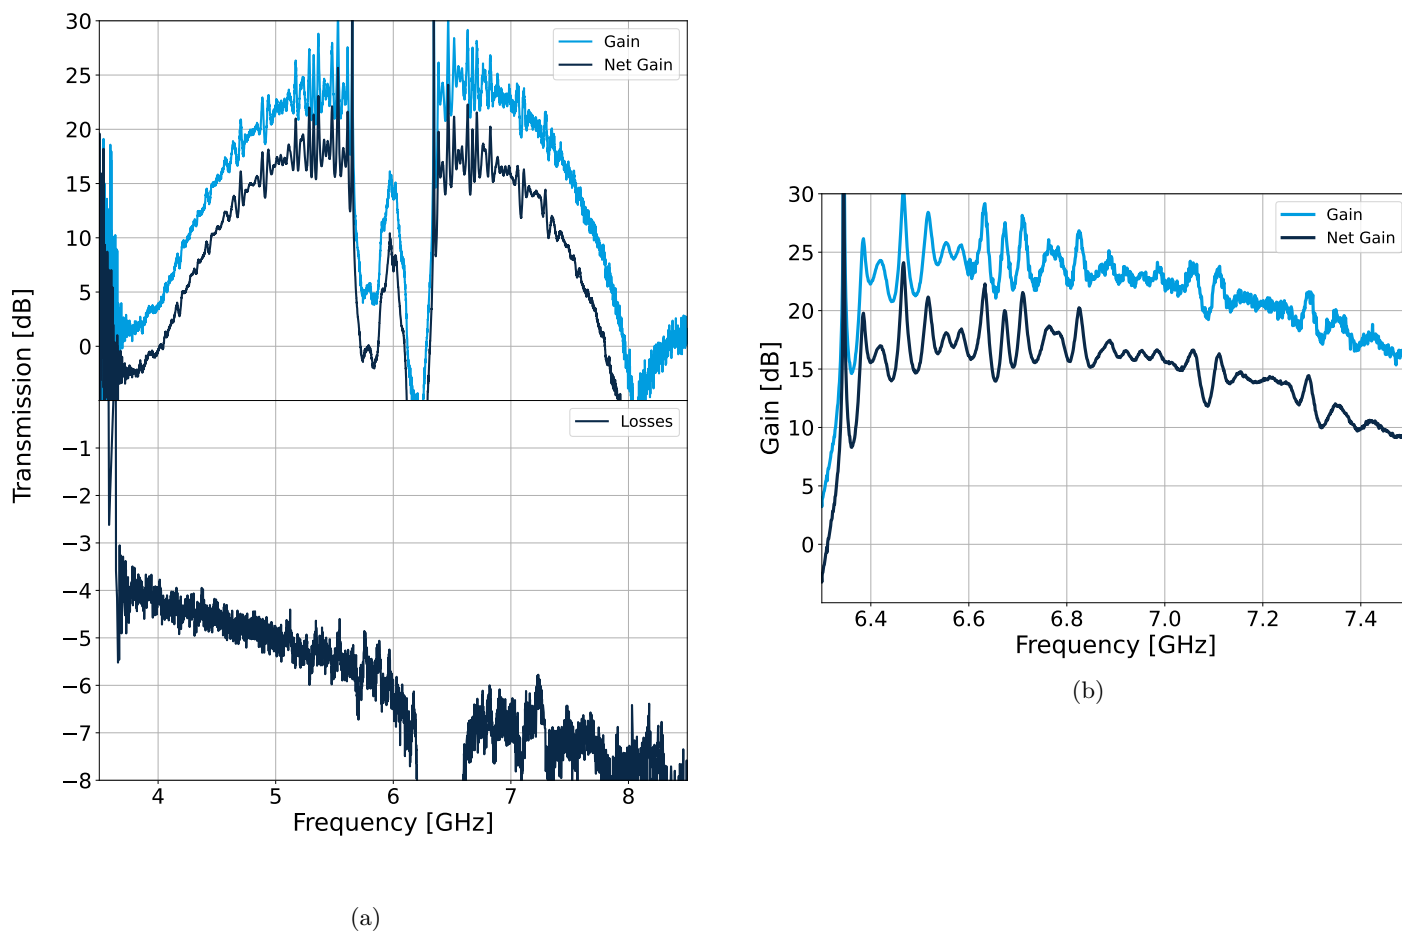 30
25
20
15
10
5
0
Gain
Net Gain
Transmission [dB]
−1
−2
−3
−4
−5
−6
−7
−8
Losses
4 5 6 7 8
Frequency [GHz]
(a)
30
25
20
15
10
5
0
Gain
Net Gain
Gain [dB]
6.4 6.6 6.8 7.0 7.2 7.4
Frequency [GHz]
(b)